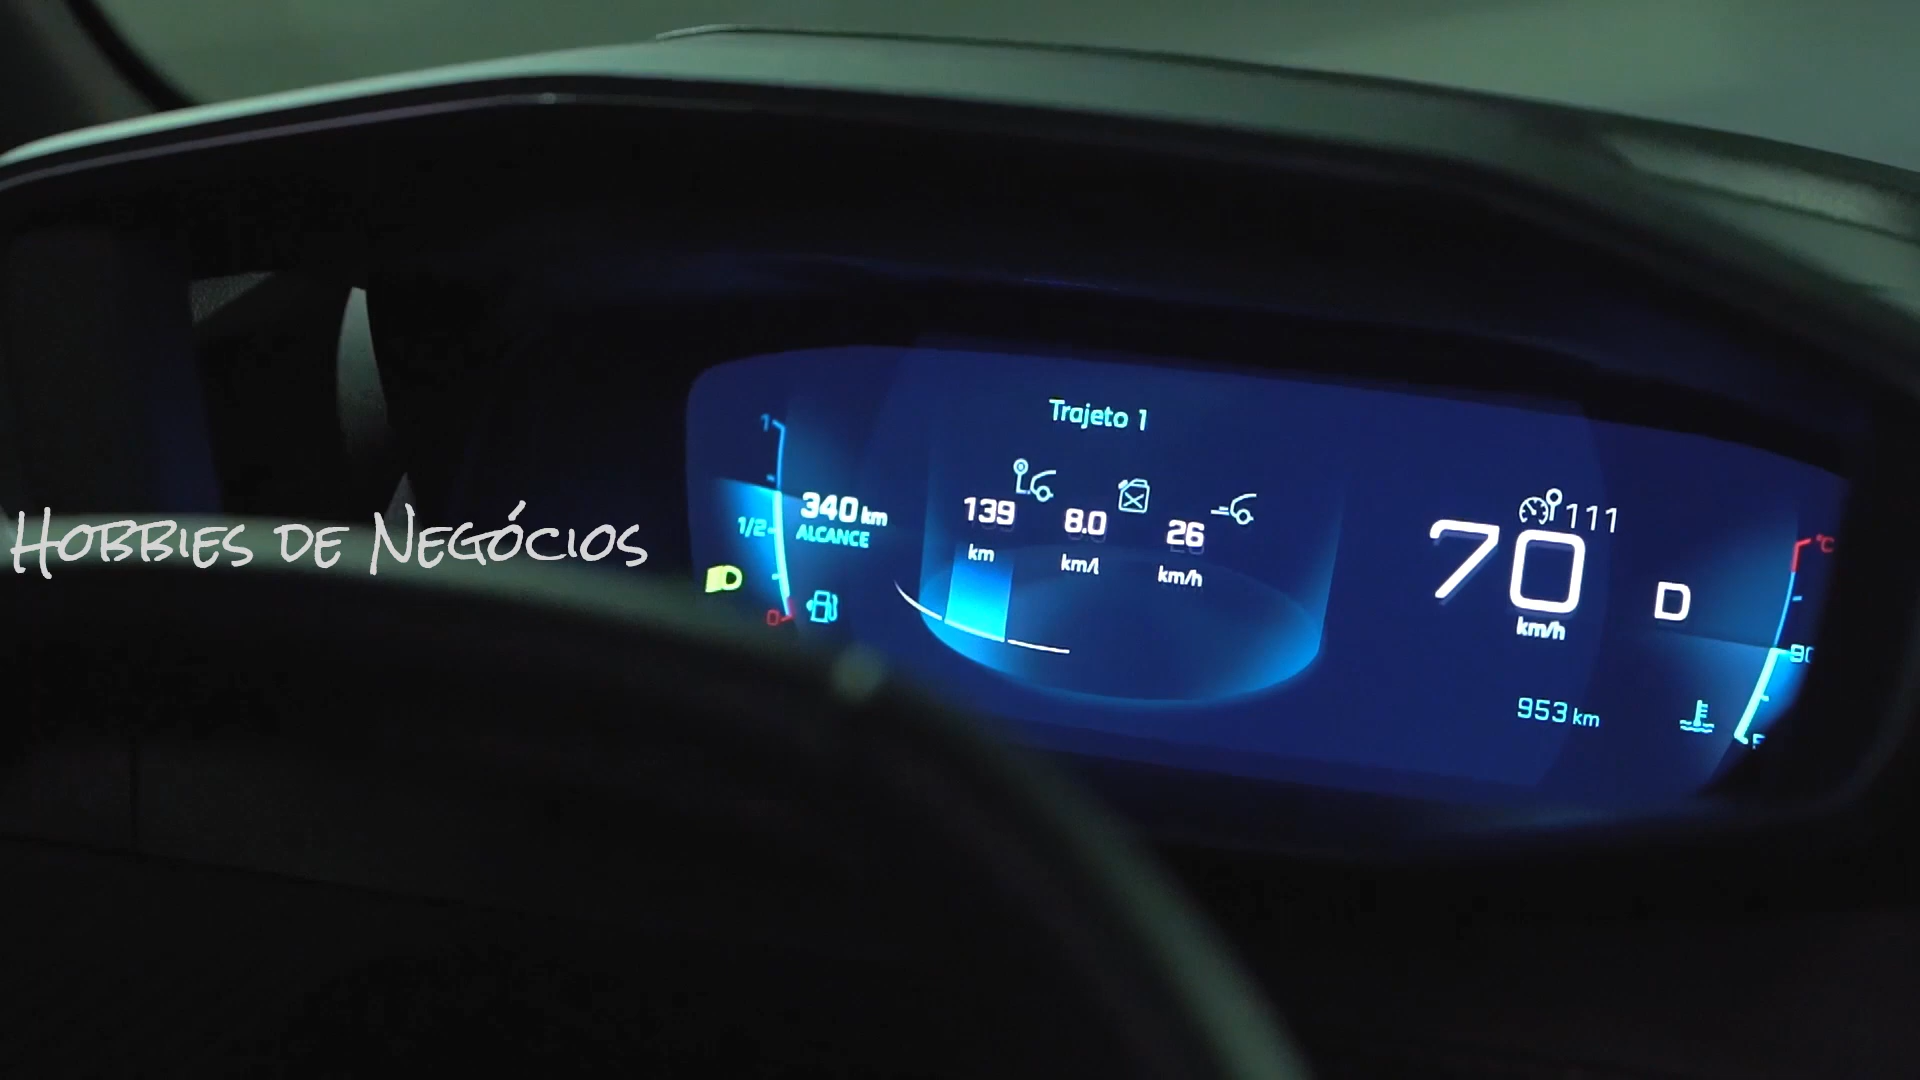 Hobbies de Negócios
Trajeto 1
1
1/2
0
340 km
ALCANCE
139
km
8.0
km/l
26
km/h
111
70
km/h
D
953 km
°C
90